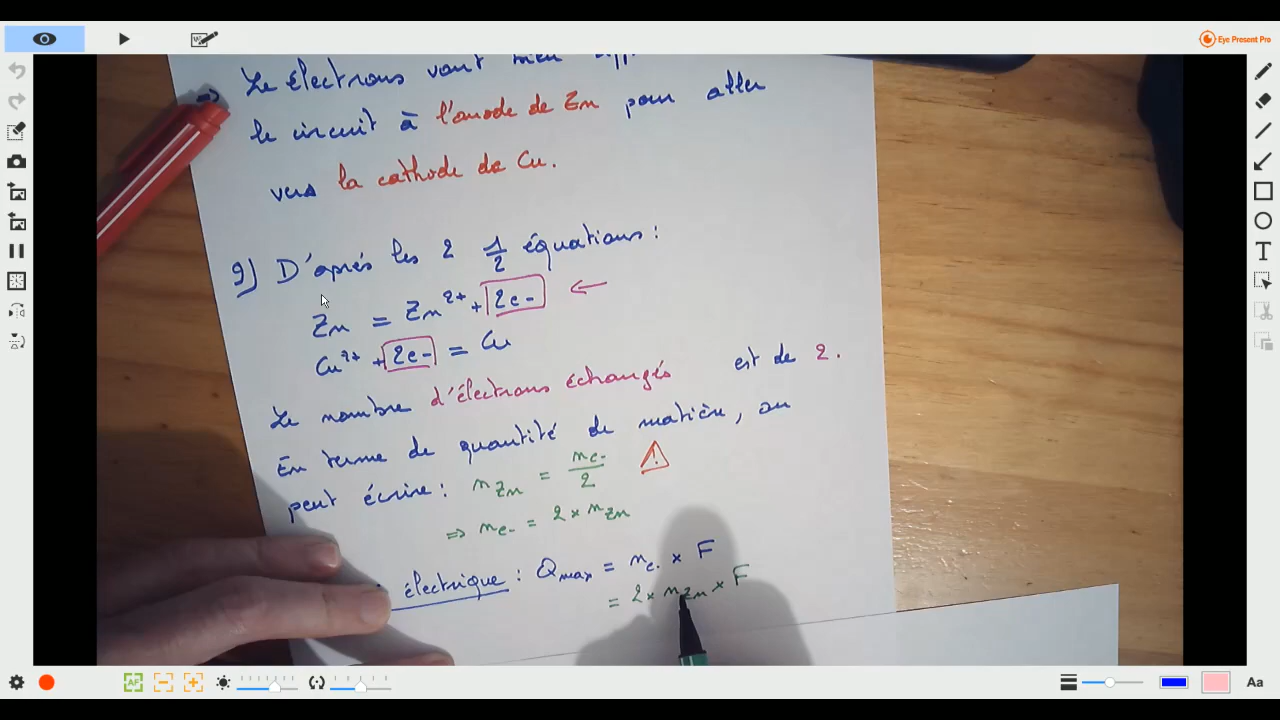 Eye Present Pro
Le électrons vont
le circuit à l'anode de Zn pour aller
vers la cathode de Cu.
9) D'après les 2 1/2 équations :
Zn = Zn²⁺ + 2e- ←
Cu²⁺ + 2e- = Cu
Le nombre d'électrons échangés est de 2.
En terme de quantité de matière, on
peut écrire : nZn = ne-/2 ⚠
⇒ ne- = 2 × nZn
électrique : Qmax = ne- × F
= 2 × nZn × F
Aa